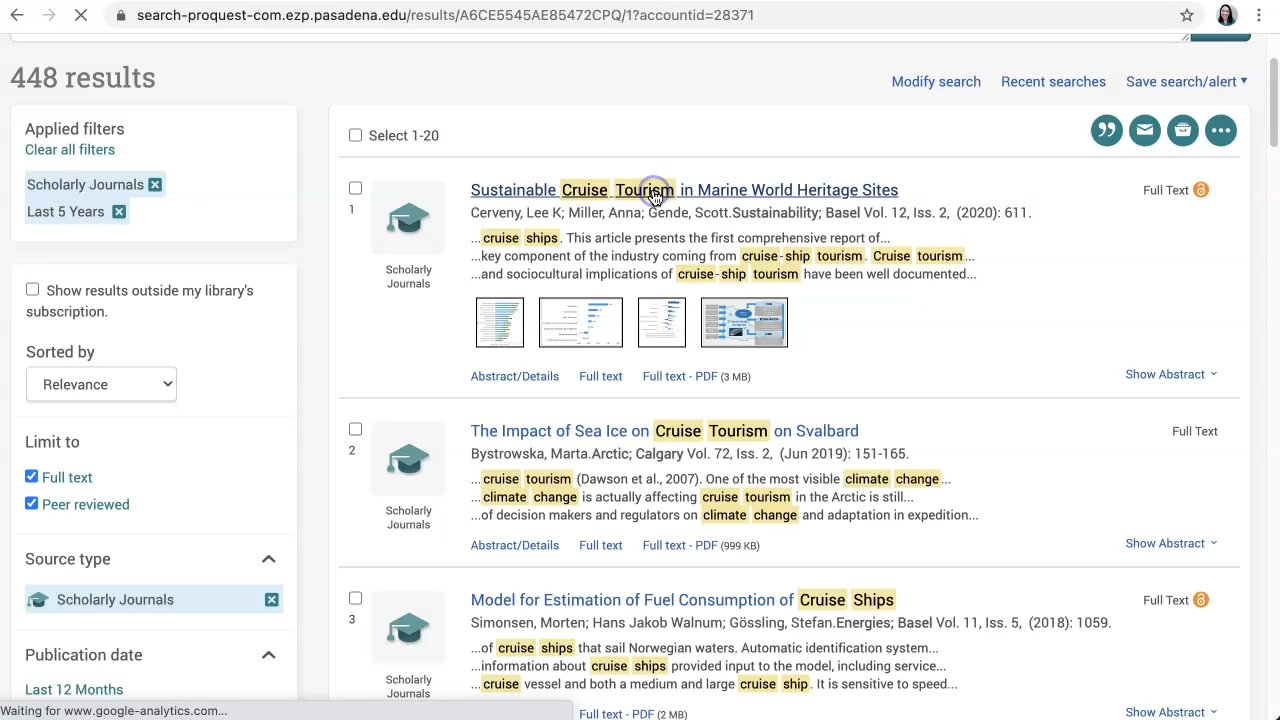 search-proquest-com.ezp.pasadena.edu/results/A6CE5545AE85472CPQ/1?accountid=28371
448 results
Modify search
Recent searches
Save search/alert
Applied filters
Clear all filters
Scholarly Journals
Last 5 Years
Show results outside my library's
subscription.
Sorted by
Relevance
Limit to
Full text
Peer reviewed
Source type
Scholarly Journals
Publication date
Last 12 Months
Waiting for www.google-analytics.com...
Select 1-20
1
Scholarly
Journals
Sustainable Cruise Tourism in Marine World Heritage Sites
Full Text
Cerveny, Lee K; Miller, Anna; Gende, Scott.Sustainability; Basel Vol. 12, Iss. 2, (2020): 611.
...cruise ships. This article presents the first comprehensive report of...
...key component of the industry coming from cruise-ship tourism. Cruise tourism...
...and sociocultural implications of cruise-ship tourism have been well documented...
Abstract/Details Full text Full text - PDF (3 MB)
Show Abstract
2
Scholarly
Journals
The Impact of Sea Ice on Cruise Tourism on Svalbard
Full Text
Bystrowska, Marta.Arctic; Calgary Vol. 72, Iss. 2, (Jun 2019): 151-165.
...cruise tourism (Dawson et al., 2007). One of the most visible climate change...
...climate change is actually affecting cruise tourism in the Arctic is still...
...of decision makers and regulators on climate change and adaptation in expedition...
Abstract/Details Full text Full text - PDF (999 KB)
Show Abstract
3
Scholarly
Journals
Model for Estimation of Fuel Consumption of Cruise Ships
Full Text
Simonsen, Morten; Hans Jakob Walnum; Gössling, Stefan.Energies; Basel Vol. 11, Iss. 5, (2018): 1059.
...of cruise ships that sail Norwegian waters. Automatic identification system...
...information about cruise ships provided input to the model, including service...
...cruise vessel and both a medium and large cruise ship. It is sensitive to speed...
Full text - PDF (2 MB)
Show Abstract